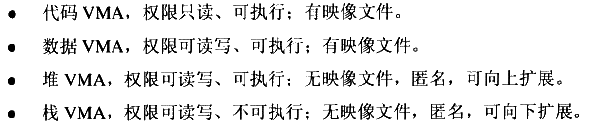 ● 代码 VMA，权限只读、可执行；有映像文件。
● 数据 VMA，权限可读写、可执行；有映像文件。
● 堆 VMA，权限可读写、可执行；无映像文件，匿名，可向上扩展。
● 栈 VMA，权限可读写、不可执行；无映像文件，匿名，可向下扩展。